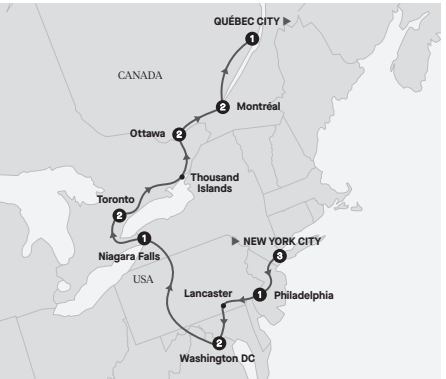 QUÉBEC CITY
1
CANADA
2 Montréal
Ottawa 2
Thousand
Islands
Toronto
2
1
NEW YORK CITY
Niagara Falls
3
USA
Lancaster
1 Philadelphia
2
Washington DC